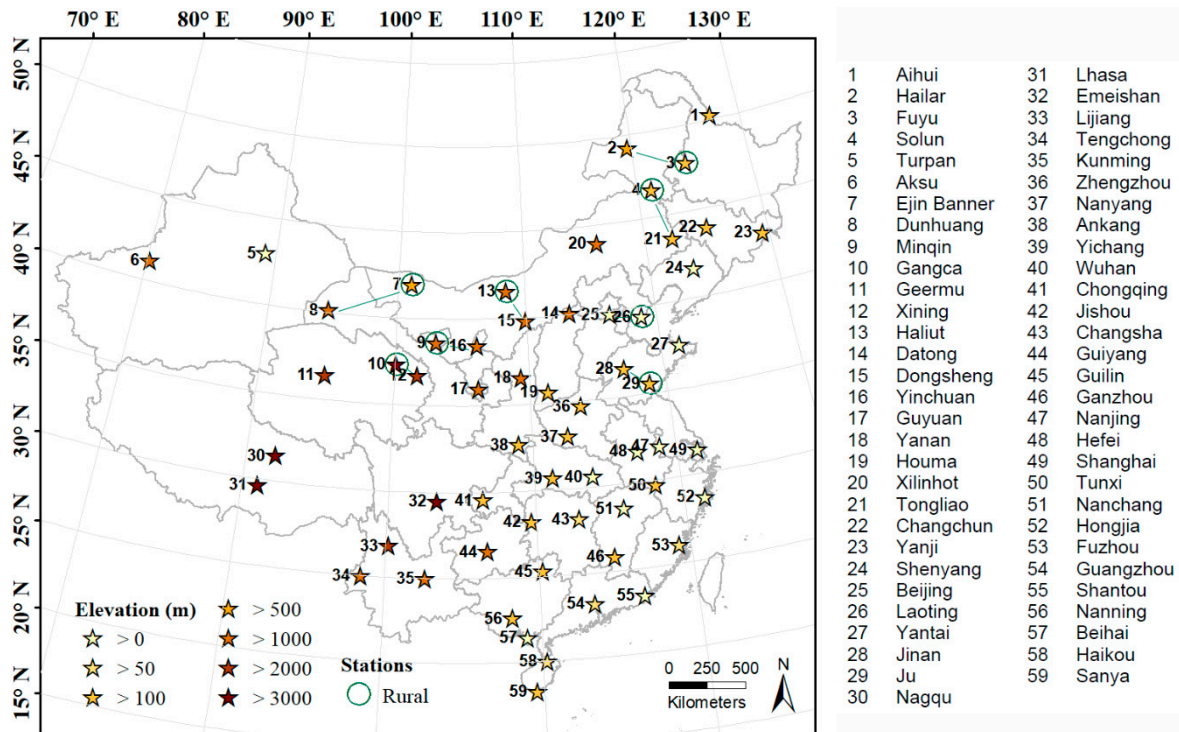 70° E 80° E 90° E 100° E 110° E 120° E 130° E
50° N
45° N
40° N
35° N
30° N
25° N
20° N
15° N
1
2
3
4
5
6
7
8
9
10
11
12
13
14
15
16
17
18
19
20
21
22
23
24
25
26
27
28
29
30
31
32
33
34
35
36
37
38
39
40
41
42
43
44
45
46
47
48
49
50
51
52
53
54
55
56
57
58
59
Elevation (m)
> 0
> 50
> 100
> 500
> 1000
> 2000
> 3000
Stations
Rural
0 250 500
Kilometers
N
1 Aihui 31 Lhasa
2 Hailar 32 Emeishan
3 Fuyu 33 Lijiang
4 Solun 34 Tengchong
5 Turpan 35 Kunming
6 Aksu 36 Zhengzhou
7 Ejin Banner 37 Nanyang
8 Dunhuang 38 Ankang
9 Minqin 39 Yichang
10 Gangca 40 Wuhan
11 Geermu 41 Chongqing
12 Xining 42 Jishou
13 Haliut 43 Changsha
14 Datong 44 Guiyang
15 Dongsheng 45 Guilin
16 Yinchuan 46 Ganzhou
17 Guyuan 47 Nanjing
18 Yanan 48 Hefei
19 Houma 49 Shanghai
20 Xilinhot 50 Tunxi
21 Tongliao 51 Nanchang
22 Changchun 52 Hongjia
23 Yanji 53 Fuzhou
24 Shenyang 54 Guangzhou
25 Beijing 55 Shantou
26 Laoting 56 Nanning
27 Yantai 57 Beihai
28 Jinan 58 Haikou
29 Ju 59 Sanya
30 Nagqu